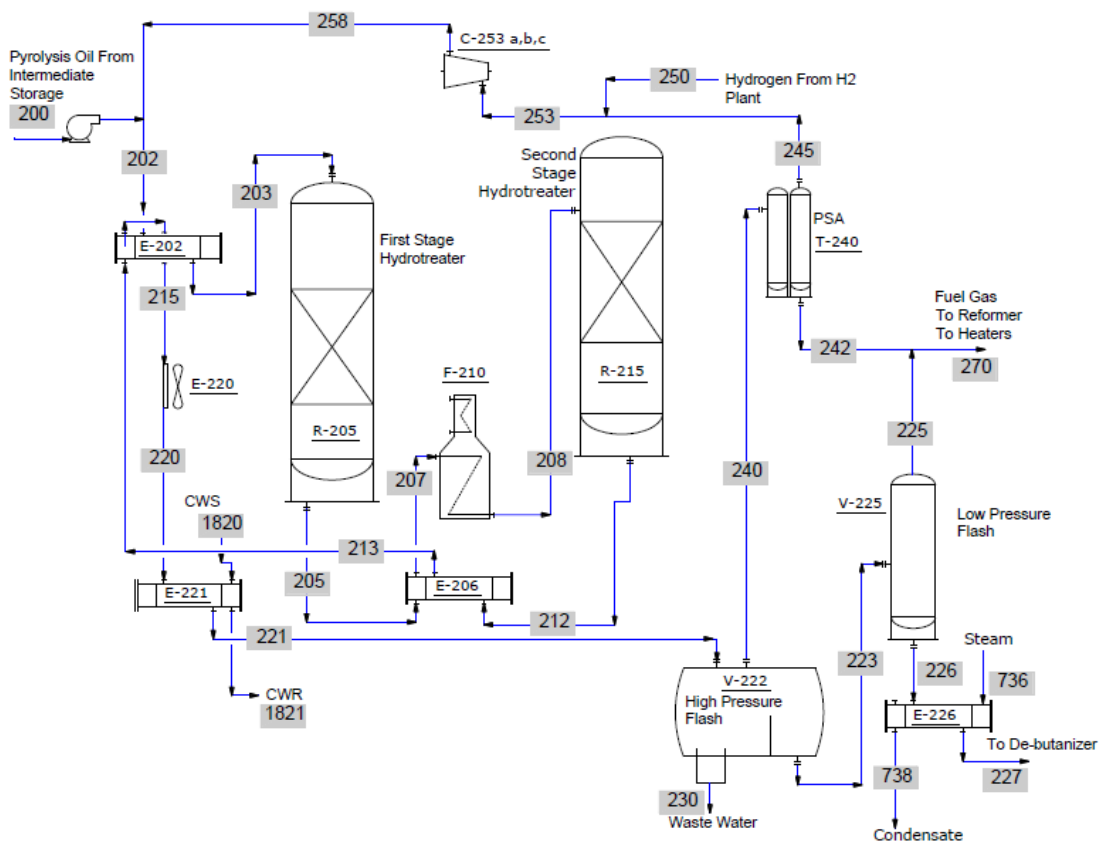 258
C-253 a,b,c
Pyrolysis Oil From
Intermediate
Storage
200
250
Hydrogen From H2
Plant
253
202
203
Second
Stage
Hydrotreater
245
E-202
First Stage
Hydrotreater
PSA
T-240
215
Fuel Gas
To Reformer
To Heaters
242
270
E-220
F-210
R-215
R-205
225
220
207
208
240
V-225
Low Pressure
Flash
CWS
1820
213
205
E-221
E-206
212
221
223
226
Steam
736
V-222
High Pressure
Flash
CWR
1821
E-226
To De-butanizer
227
738
230
Waste Water
Condensate